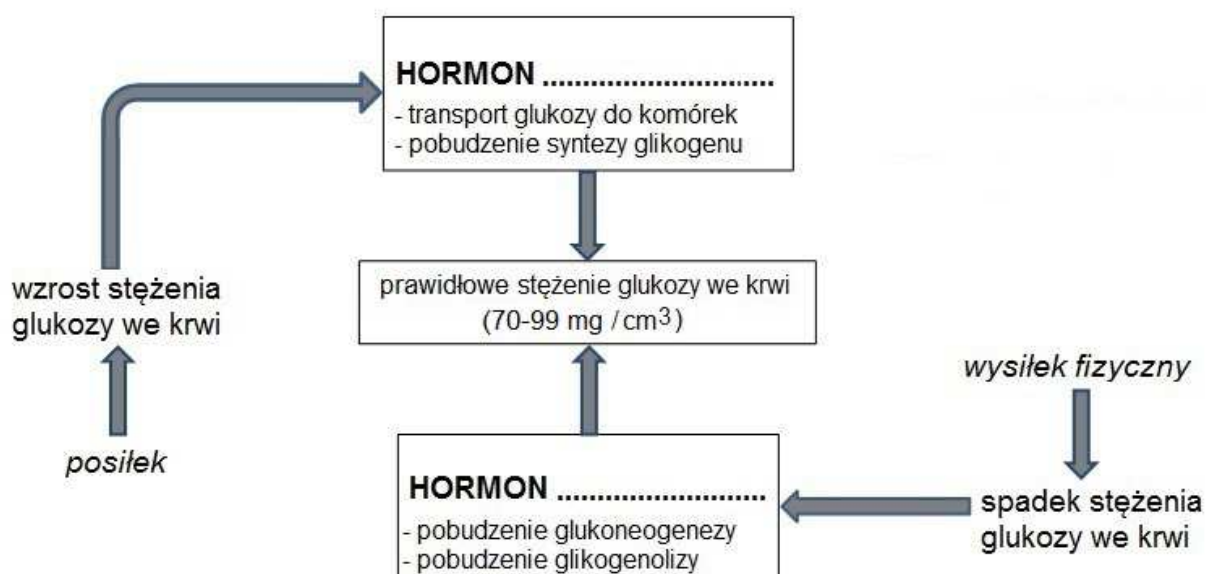 HORMON .............................
- transport glukozy do komórek
- pobudzenie syntezy glikogenu
wzrost stężenia
glukozy we krwi
prawidłowe stężenie glukozy we krwi
(70-99 mg / cm³)
wysiłek fizyczny
posiłek
HORMON ..........................
- pobudzenie glukoneogenezy
- pobudzenie glikogenolizy
spadek stężenia
glukozy we krwi